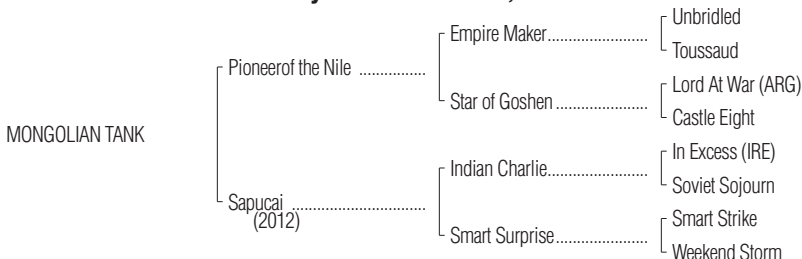 Unbridled
Empire Maker......................
Toussaud
Pioneerof the Nile ................
Lord At War (ARG)
Star of Goshen ....................
Castle Eight
MONGOLIAN TANK
In Excess (IRE)
Indian Charlie......................
Soviet Sojourn
Sapucai ................................
(2012)
Smart Strike
Smart Surprise....................
Weekend Storm